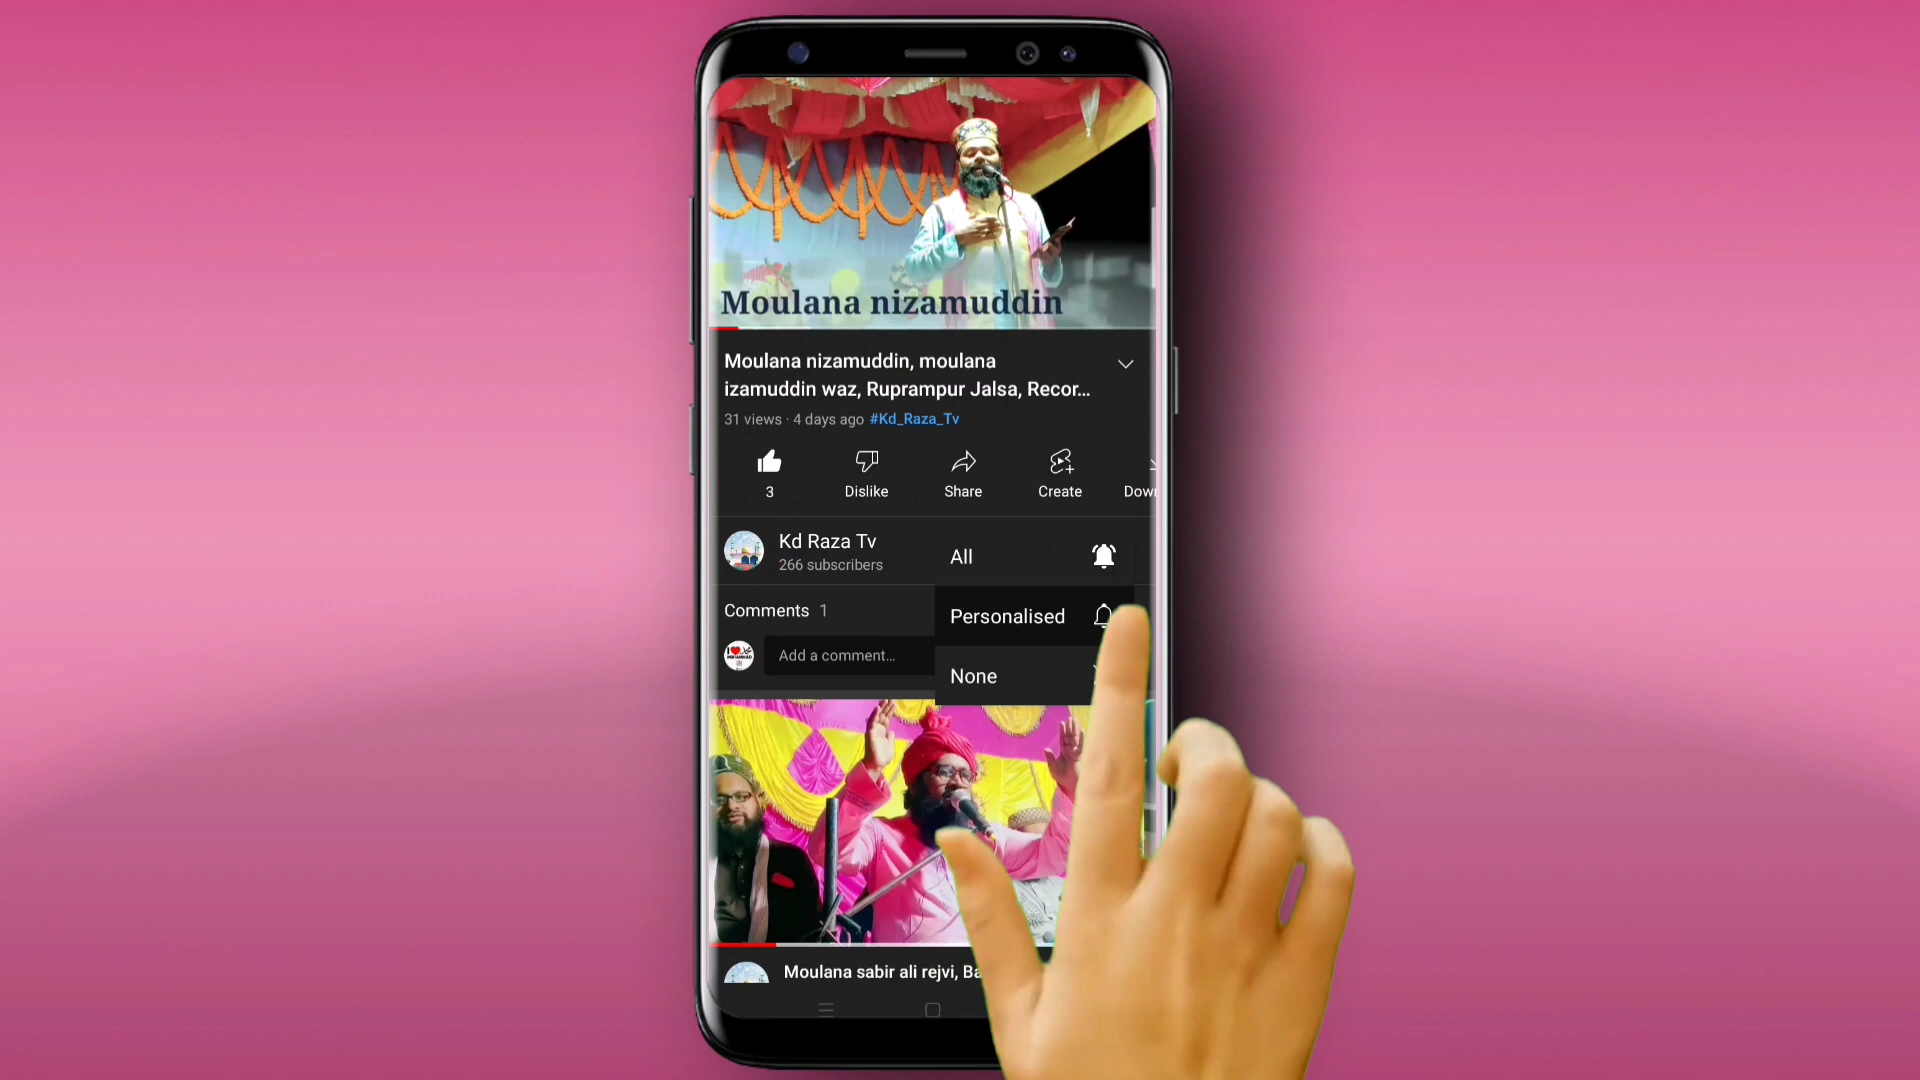 Moulana nizamuddin
Moulana nizamuddin, moulana
izamuddin waz, Ruprampur Jalsa, Recor...
31 views · 4 days ago #Kd_Raza_Tv
3
Dislike
Share
Create
Kd Raza Tv
266 subscribers
All
Comments 1
Personalised
Add a comment...
None
Moulana sabir ali rejvi,